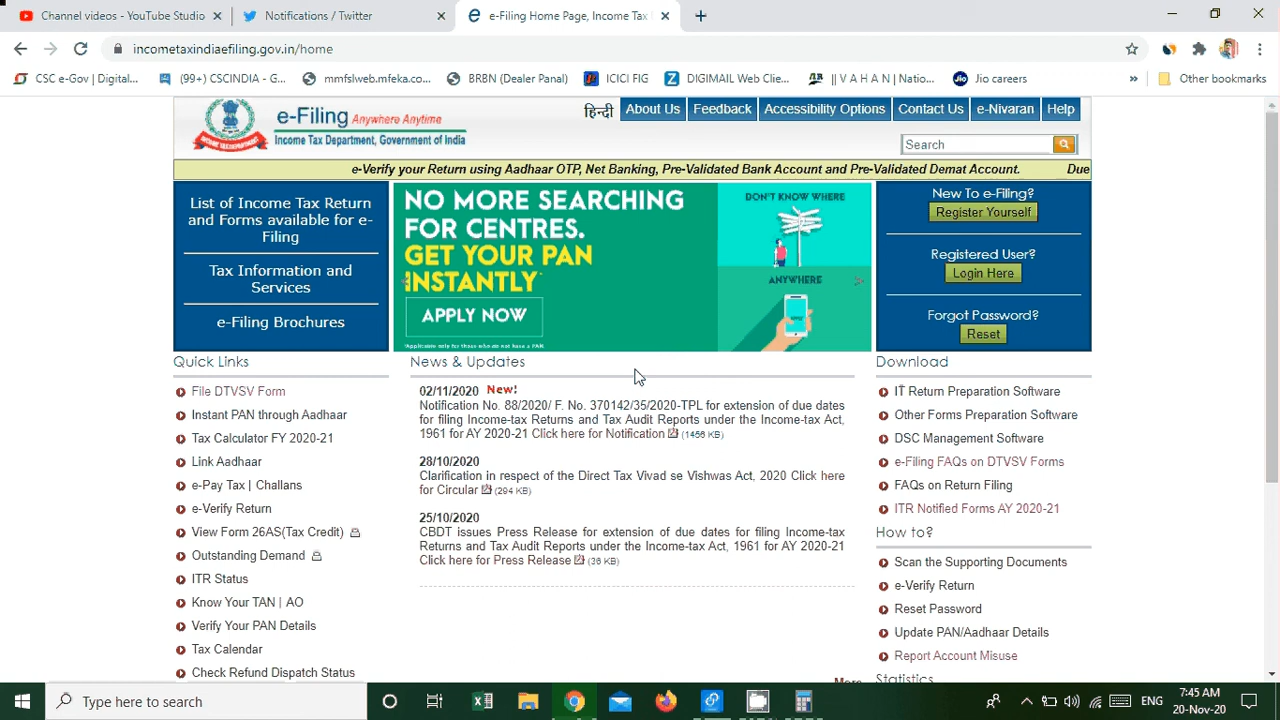 Channel videos - YouTube Studio
Notifications / Twitter
e-Filing Home Page, Income Tax
incometaxindiaefiling.gov.in/home
CSC e-Gov | Digital...
(99+) CSCINDIA - G...
mmfslweb.mfeka.co...
BRBN (Dealer Panel)
ICICI FIG
DIGIMAIL Web Clie...
|| V A H A N | Natio...
Jio careers
»
Other bookmarks
e-Filing Anywhere Anytime
Income Tax Department, Government of India
हिन्दी
About Us
Feedback
Accessibility Options
Contact Us
e-Nivaran
Help
Search
e-Verify your Return using Aadhaar OTP, Net Banking, Pre-Validated Bank Account and Pre-Validated Demat Account.
Due
List of Income Tax Return
and Forms available for e-
Filing
Tax Information and
Services
e-Filing Brochures
NO MORE SEARCHING
FOR CENTRES.
GET YOUR PAN
INSTANTLY*
APPLY NOW
*Applicable only for those who do not have a PAN
DON'T KNOW WHERE
ANYWHERE
New To e-Filing?
Register Yourself
Registered User?
Login Here
Forgot Password?
Reset
Quick Links
File DTVSV Form
Instant PAN through Aadhaar
Tax Calculator FY 2020-21
Link Aadhaar
e-Pay Tax | Challans
e-Verify Return
View Form 26AS(Tax Credit)
Outstanding Demand
ITR Status
Know Your TAN | AO
Verify Your PAN Details
Tax Calendar
Check Refund Dispatch Status
News & Updates
02/11/2020 New!
Notification No. 88/2020/ F. No. 370142/35/2020-TPL for extension of due dates
for filing Income-tax Returns and Tax Audit Reports under the Income-tax Act,
1961 for AY 2020-21 Click here for Notification (1456 KB)
28/10/2020
Clarification in respect of the Direct Tax Vivad se Vishwas Act, 2020 Click here
for Circular (294 KB)
25/10/2020
CBDT issues Press Release for extension of due dates for filing Income-tax
Returns and Tax Audit Reports under the Income-tax Act, 1961 for AY 2020-21
Click here for Press Release (36 KB)
More
Download
IT Return Preparation Software
Other Forms Preparation Software
DSC Management Software
e-Filing FAQs on DTVSV Forms
FAQs on Return Filing
ITR Notified Forms AY 2020-21
How to?
Scan the Supporting Documents
e-Verify Return
Reset Password
Update PAN/Aadhaar Details
Report Account Misuse
Statistics
Type here to search
ENG
7:45 AM
20-Nov-20